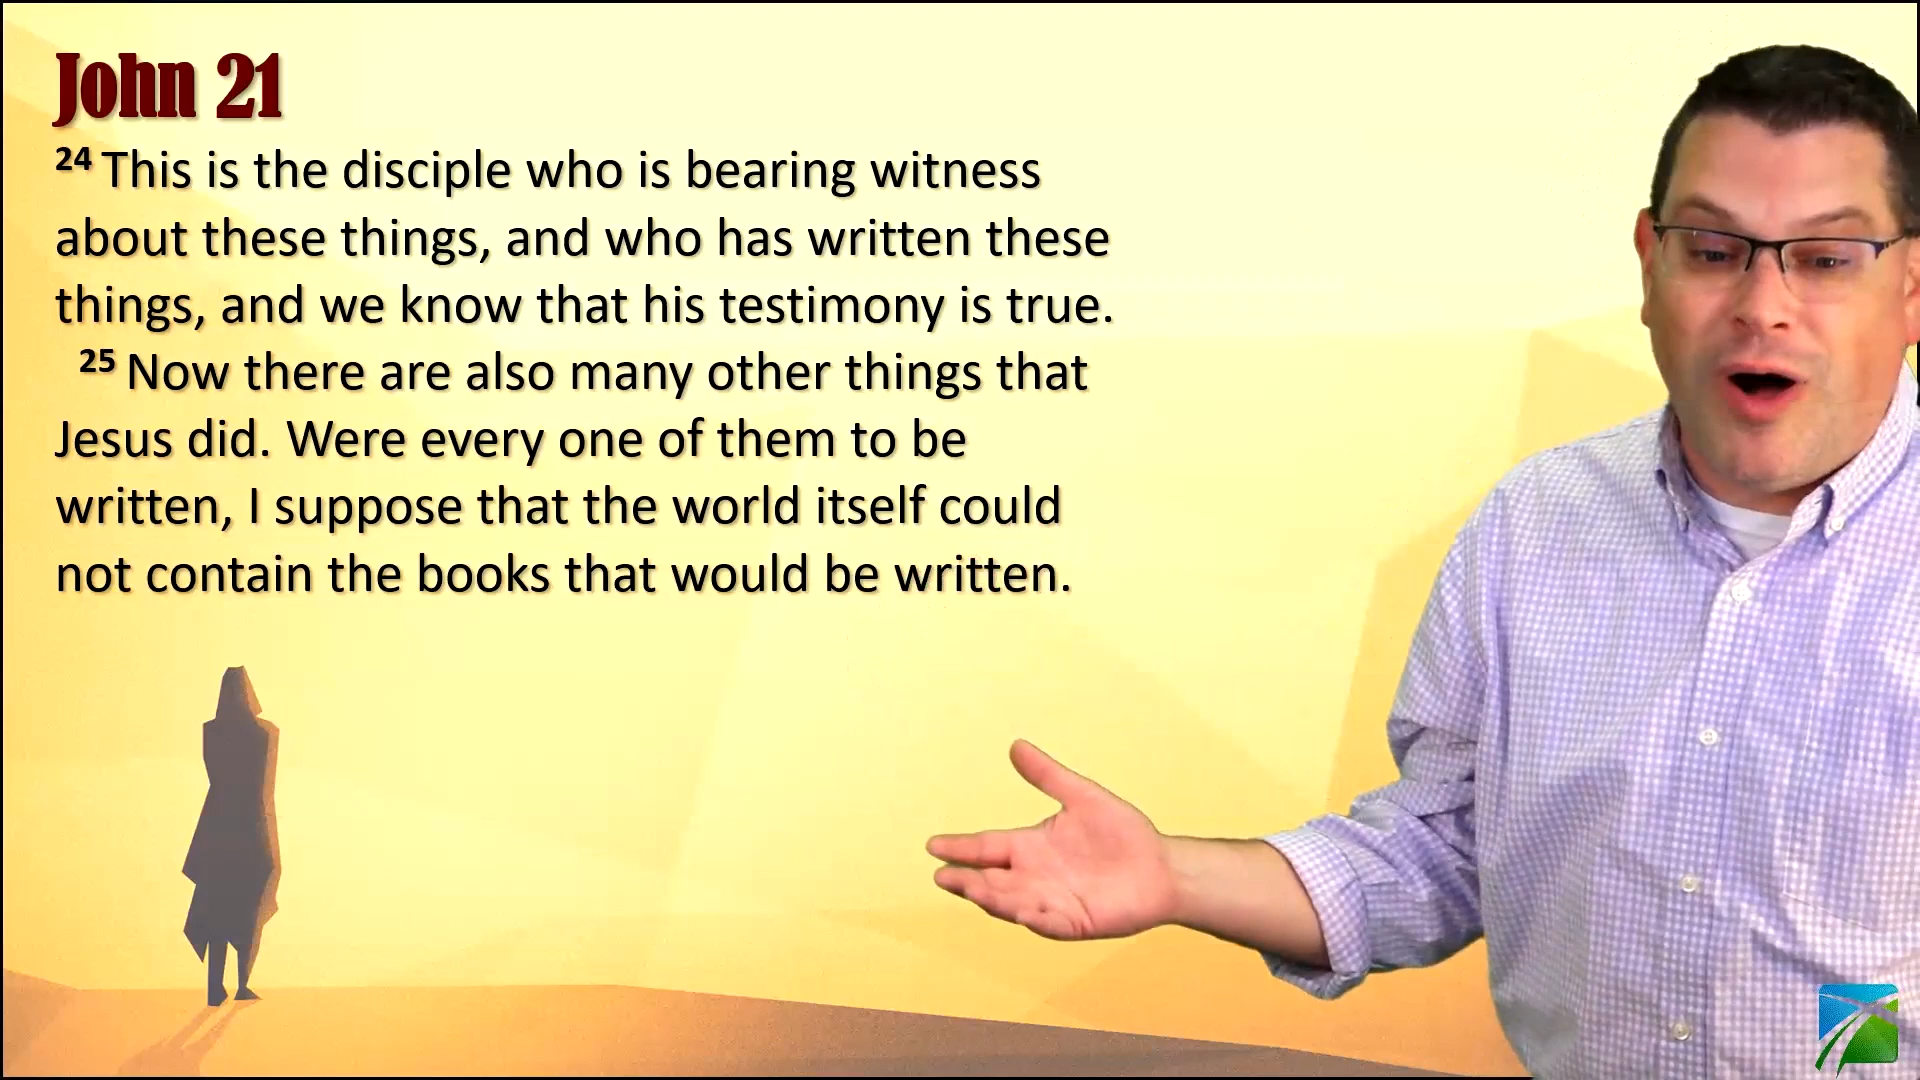 John 21
24 This is the disciple who is bearing witness
about these things, and who has written these
things, and we know that his testimony is true.
25 Now there are also many other things that
Jesus did. Were every one of them to be
written, I suppose that the world itself could
not contain the books that would be written.